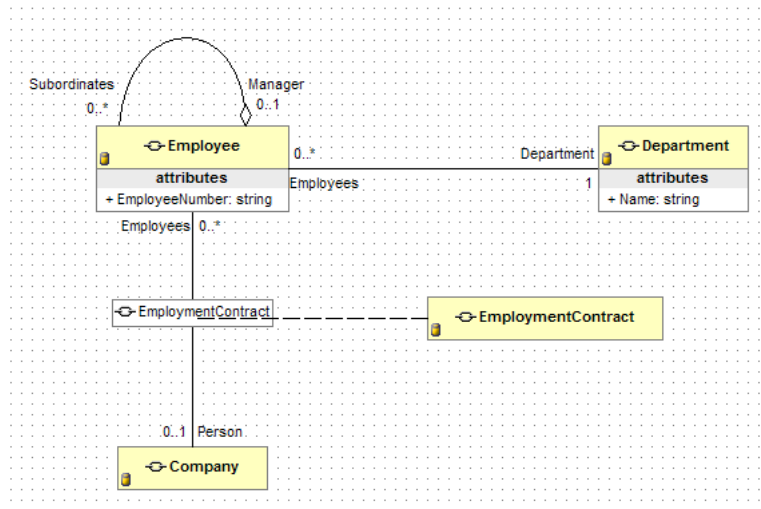 Subordinates
Manager
0..*
0..1
Employee
0..*
Department
Department
attributes
Employees
1
attributes
+ EmployeeNumber: string
+ Name: string
Employees
0..*
EmploymentContract
EmploymentContract
0..1
Person
Company